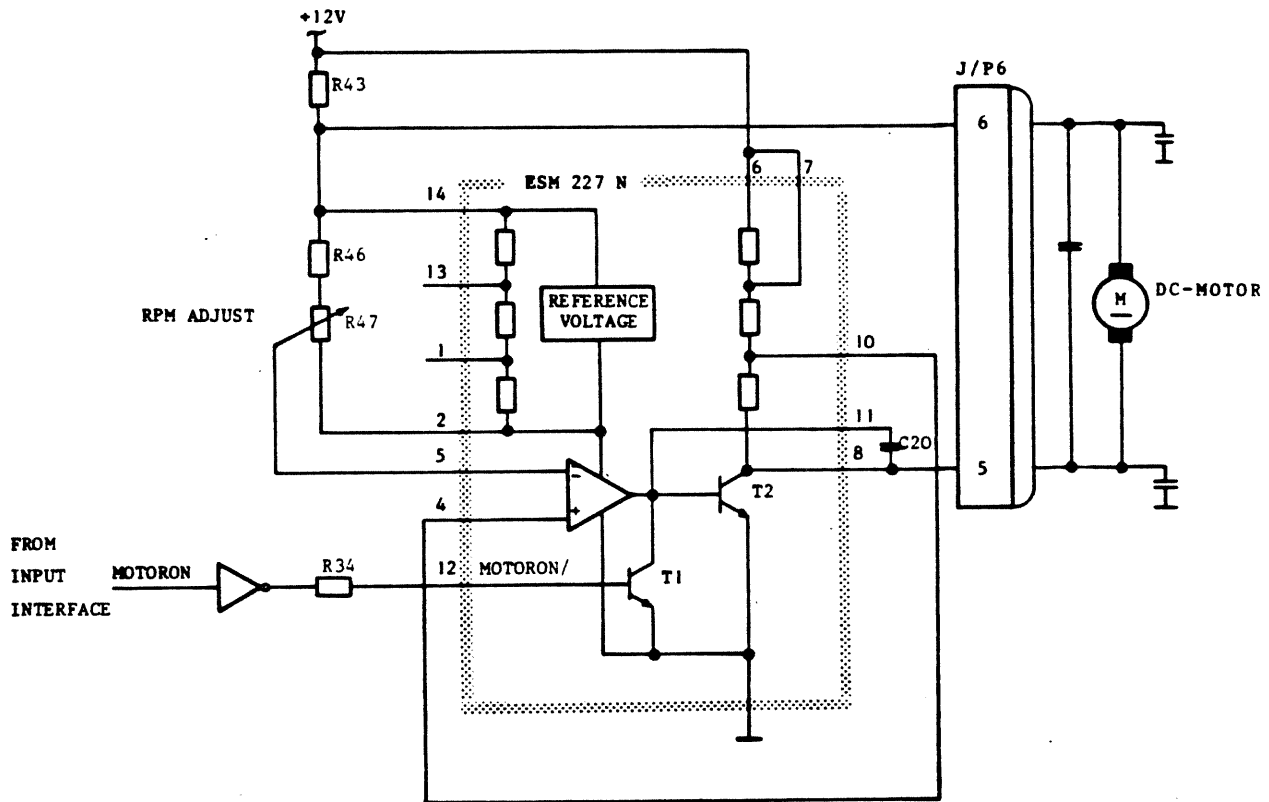 +12V
R43
J/P6
6
6 7
ESM 227 N
14
R46
13
REFERENCE
VOLTAGE
RPM ADJUST
R47
M
DC-MOTOR
1
10
2
11
C20
5
8
5
-
+
4
T2
FROM
INPUT
INTERFACE
MOTORON
R34
12
MOTORON/
T1